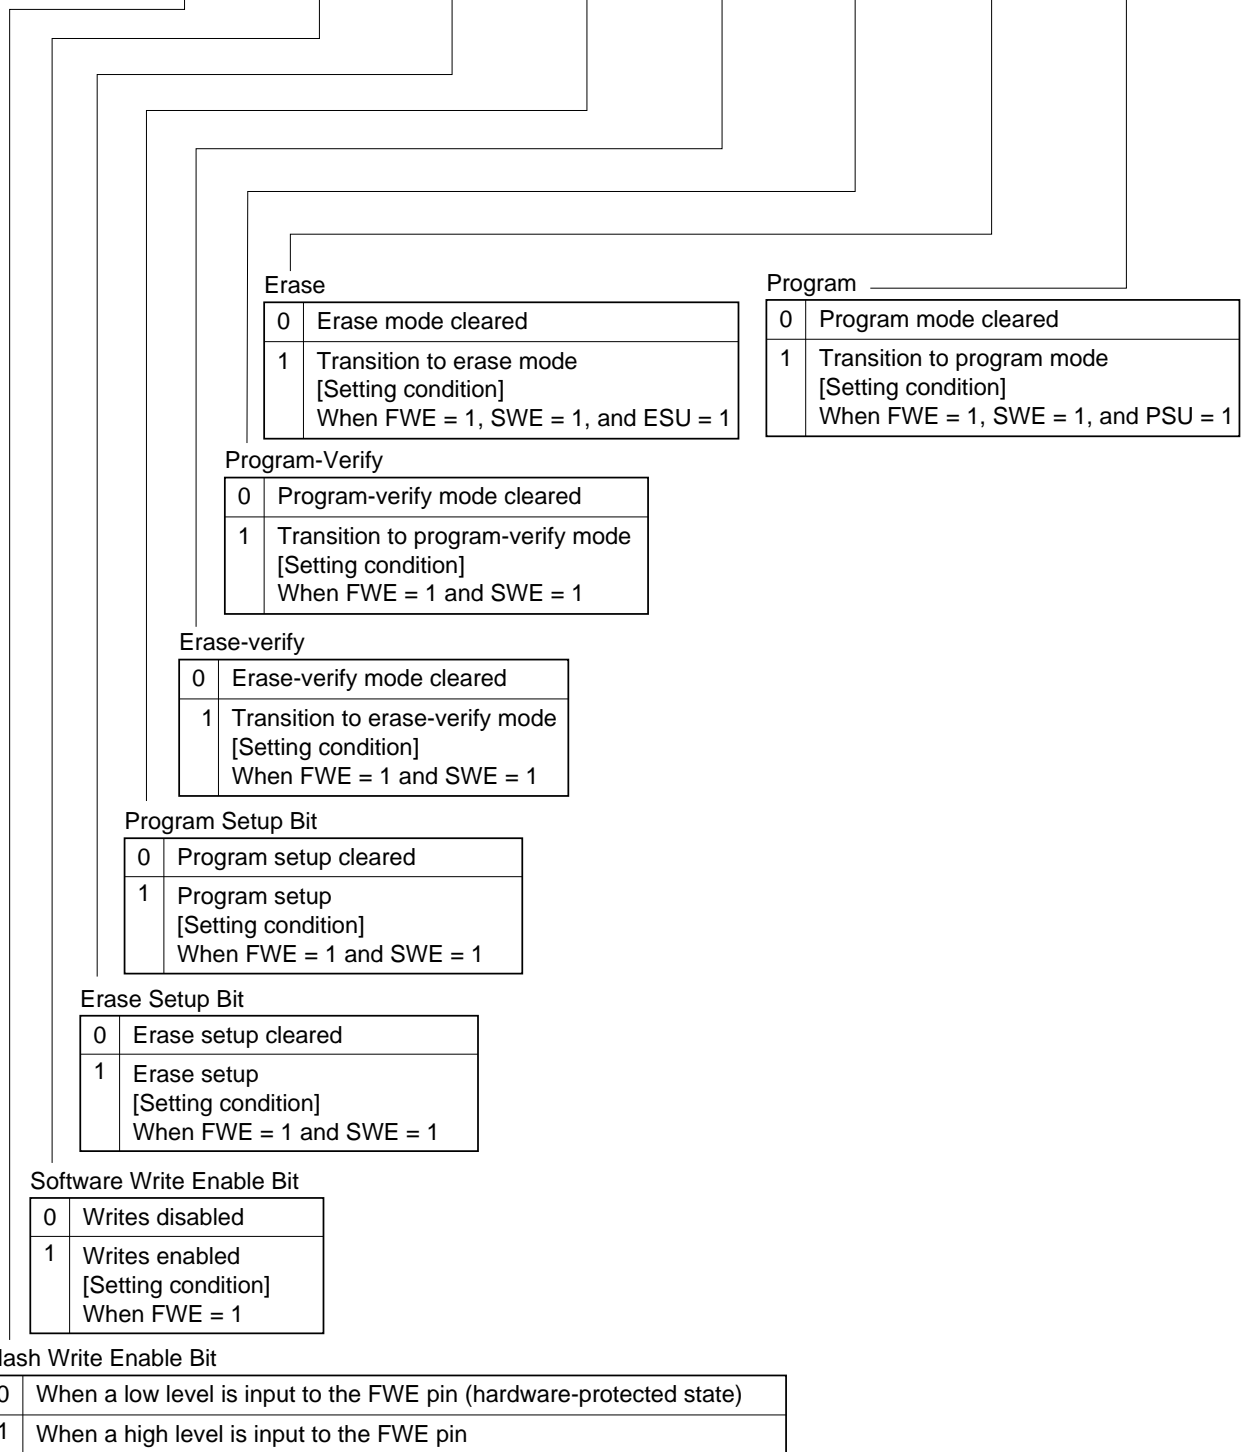 Erase
0 Erase mode cleared
1 Transition to erase mode
[Setting condition]
When FWE = 1, SWE = 1, and ESU = 1
Program
0 Program mode cleared
1 Transition to program mode
[Setting condition]
When FWE = 1, SWE = 1, and PSU = 1
Program-Verify
0 Program-verify mode cleared
1 Transition to program-verify mode
[Setting condition]
When FWE = 1 and SWE = 1
Erase-verify
0 Erase-verify mode cleared
1 Transition to erase-verify mode
[Setting condition]
When FWE = 1 and SWE = 1
Program Setup Bit
0 Program setup cleared
1 Program setup
[Setting condition]
When FWE = 1 and SWE = 1
Erase Setup Bit
0 Erase setup cleared
1 Erase setup
[Setting condition]
When FWE = 1 and SWE = 1
Software Write Enable Bit
0 Writes disabled
1 Writes enabled
[Setting condition]
When FWE = 1
lash Write Enable Bit
0 When a low level is input to the FWE pin (hardware-protected state)
1 When a high level is input to the FWE pin